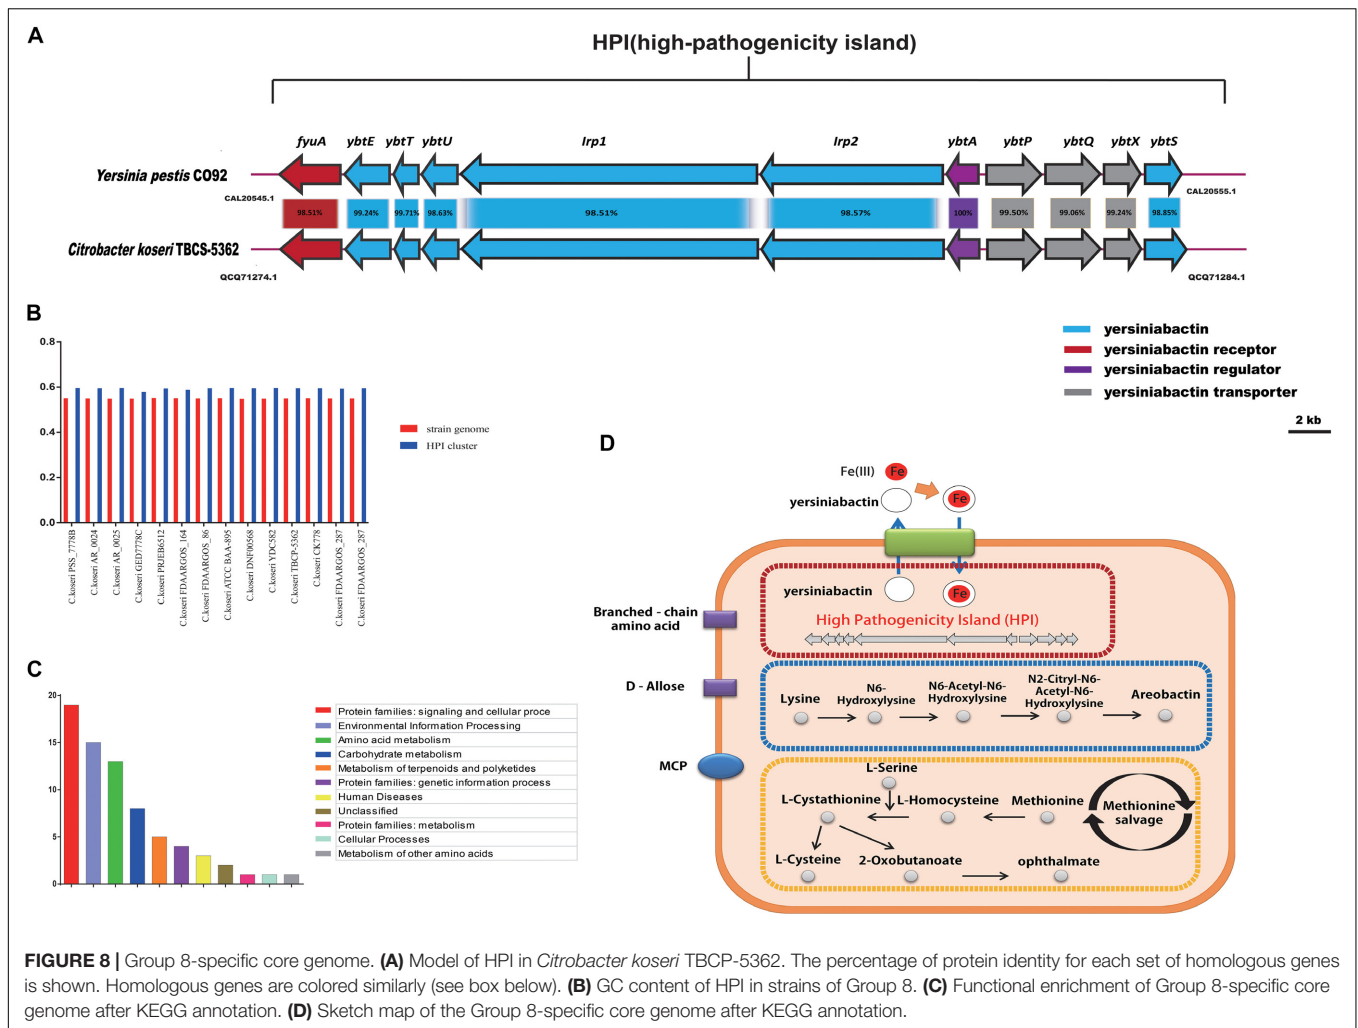 A
HPI(high-pathogenicity island)
fyuA ybtE ybtT ybtU Irp1 Irp2 ybtA ybtP ybtQ ybtX ybtS
Yersinia pestis CO92
CAL20545.1
CAL20555.1
98.51% 99.24% 99.71% 98.63% 98.51% 98.57% 100% 99.50% 99.06% 99.24% 98.85%
Citrobacter koseri TBCS-5362
QCQ71274.1
QCQ71284.1
yersiniabactin
yersiniabactin receptor
yersiniabactin regulator
yersiniabactin transporter
2 kb
B
0.8
0.6
0.4
0.2
0.0
C.koseri PSS_7778B
C.koseri AR_0024
C.koseri AR_0025
C.koseri GED7778C
C.koseri PRJEB6512
C.koseri FDAARGOS_164
C.koseri FDAARGOS_86
C.koseri ATCC BAA-895
C.koseri DNF00568
C.koseri YDC582
C.koseri TBCP-5362
C.koseri CK778
C.koseri FDAARGOS_287
C.koseri FDAARGOS_287
strain genome
HPI cluster
C
20
15
10
5
0
Protein families: signaling and cellular proce
Environmental Information Processing
Amino acid metabolism
Carbohydrate metabolism
Metabolism of terpenoids and polyketides
Protein families: genetic information process
Human Diseases
Unclassified
Protein families: metabolism
Cellular Processes
Metabolism of other amino acids
D
Fe(III) Fe
yersiniabactin
Fe
yersiniabactin
Fe
High Pathogenicity Island (HPI)
Branched - chain
amino acid
D - Allose
MCP
Lysine
N6-
Hydroxylysine
N6-Acetyl-N6-
Hydroxylysine
N2-Citryl-N6-
Acetyl-N6-
Hydroxylysine
Areobactin
L-Serine
L-Cystathionine L-Homocysteine Methionine
Methionine
salvage
L-Cysteine 2-Oxobutanoate ophthalmate
FIGURE 8 | Group 8-specific core genome. (A) Model of HPI in Citrobacter koseri TBCP-5362. The percentage of protein identity for each set of homologous genes
is shown. Homologous genes are colored similarly (see box below). (B) GC content of HPI in strains of Group 8. (C) Functional enrichment of Group 8-specific core
genome after KEGG annotation. (D) Sketch map of the Group 8-specific core genome after KEGG annotation.